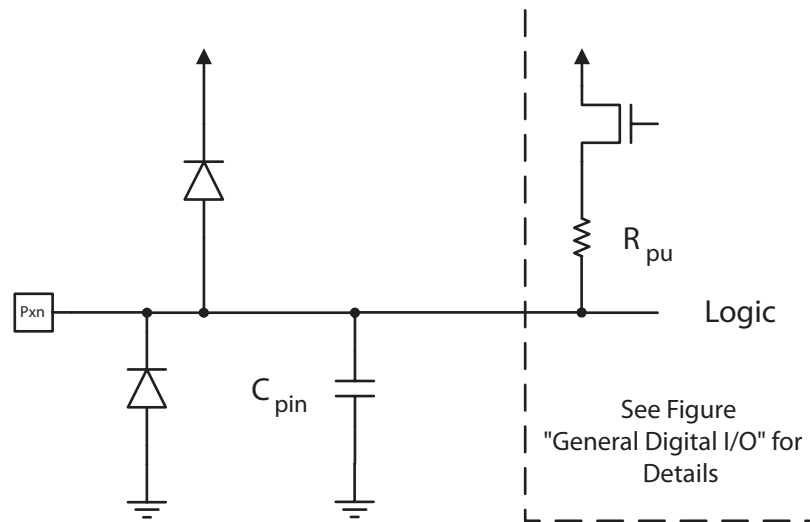 R pu
Pxn
Logic
C pin
See Figure
"General Digital I/O" for
Details